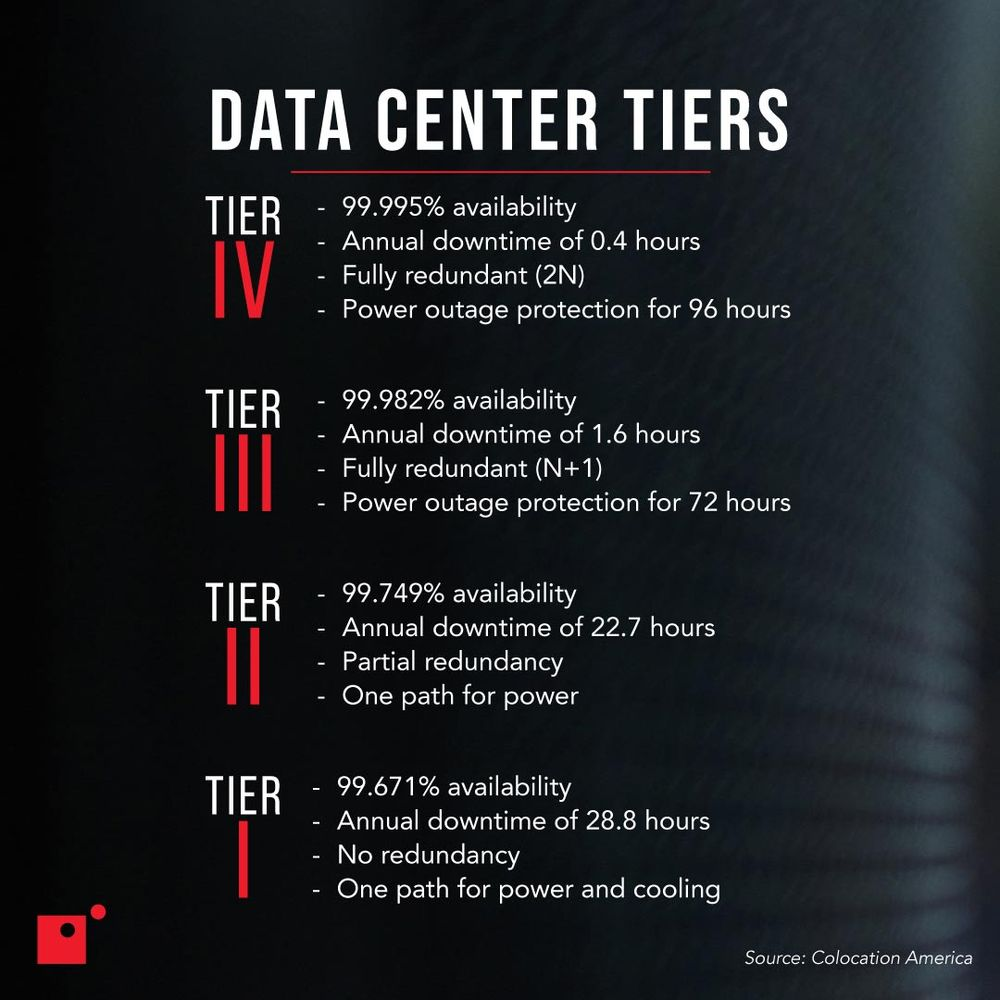 DATA CENTER TIERS
TIER
IV
- 99.995% availability
- Annual downtime of 0.4 hours
- Fully redundant (2N)
- Power outage protection for 96 hours
TIER
III
- 99.982% availability
- Annual downtime of 1.6 hours
- Fully redundant (N+1)
- Power outage protection for 72 hours
TIER
II
- 99.749% availability
- Annual downtime of 22.7 hours
- Partial redundancy
- One path for power
TIER
I
- 99.671% availability
- Annual downtime of 28.8 hours
- No redundancy
- One path for power and cooling
Source: Colocation America